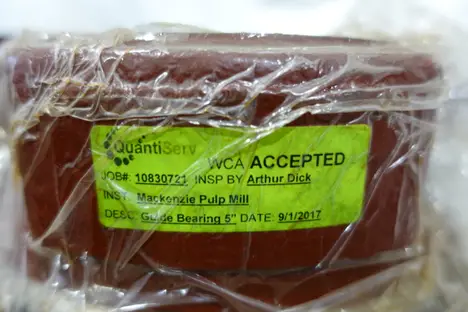 QuantiServ
WCA ACCEPTED
JOB#: 10830721 INSP BY Arthur Dick
INST: Mackenzie Pulp Mill
DESC: Guide Bearing 5" DATE: 9/1/2017